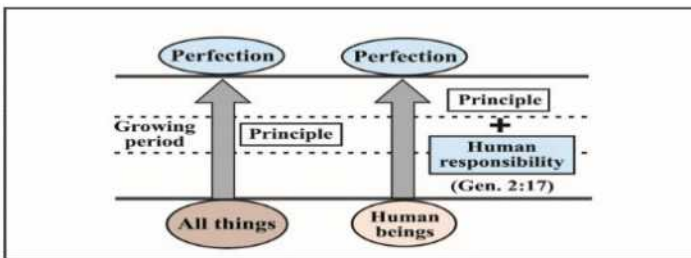 Perfection
Perfection
Principle
+
Growing
period
Principle
Human
responsibility
(Gen. 2:17)
All things
Human
beings